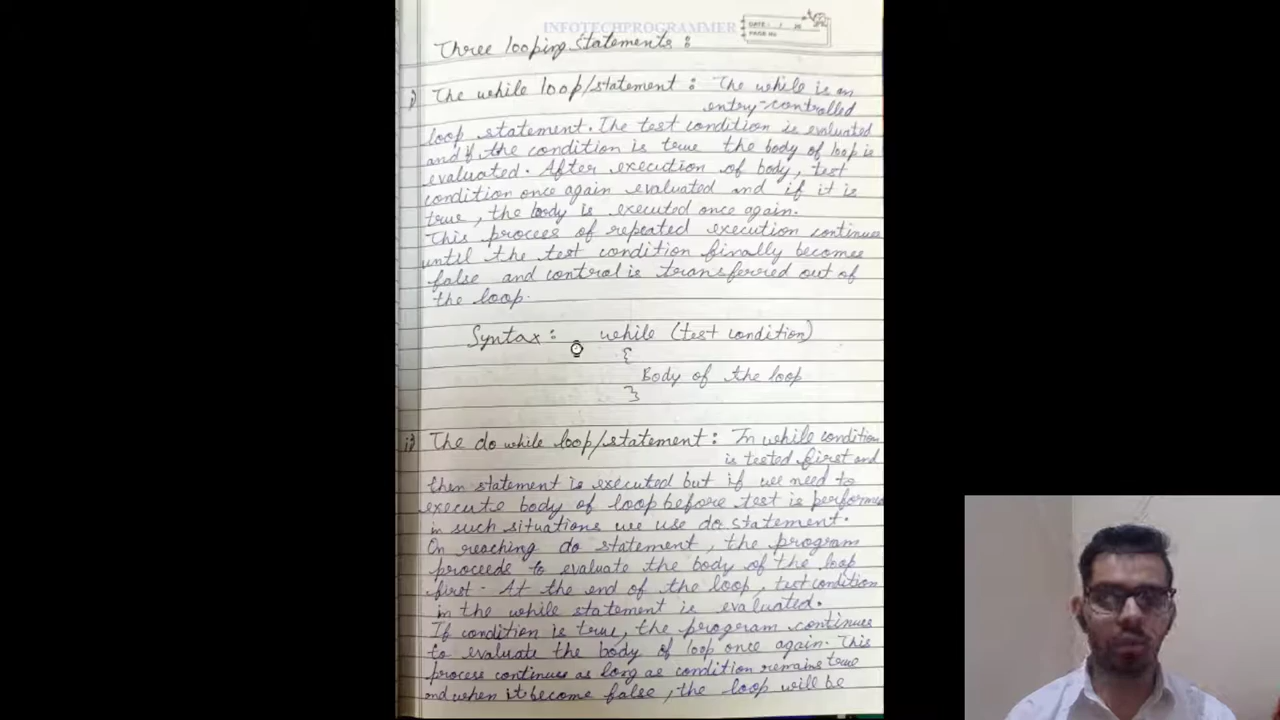 INFOTECHPROGRAMMER
DATE: / / 20
PAGE NO
Three looping statements:
i) The while loop/statement: The while is an
entry-controlled
loop statement. The test condition is evaluated
and if the condition is true the body of loop is
evaluated. After execution of body, test
condition once again evaluated and if it is
true, the body is executed once again.
This process of repeated execution continues
until the test condition finally becomes
false and control is transferred out of
the loop.
Syntax: while (test condition)
{
Body of the loop
}
ii) The do while loop/statement: In while condition
is tested first and
then statement is executed but if we need to
execute body of loop before test is performed
in such situations we use do statement.
On reaching do statement, the program
proceeds to evaluate the body of the loop
first. At the end of the loop, test condition
in the while statement is evaluated.
If condition is true, the program continues
to evaluate the body of loop once again. This
process continues as long as condition remains true
and when it become false, the loop will be